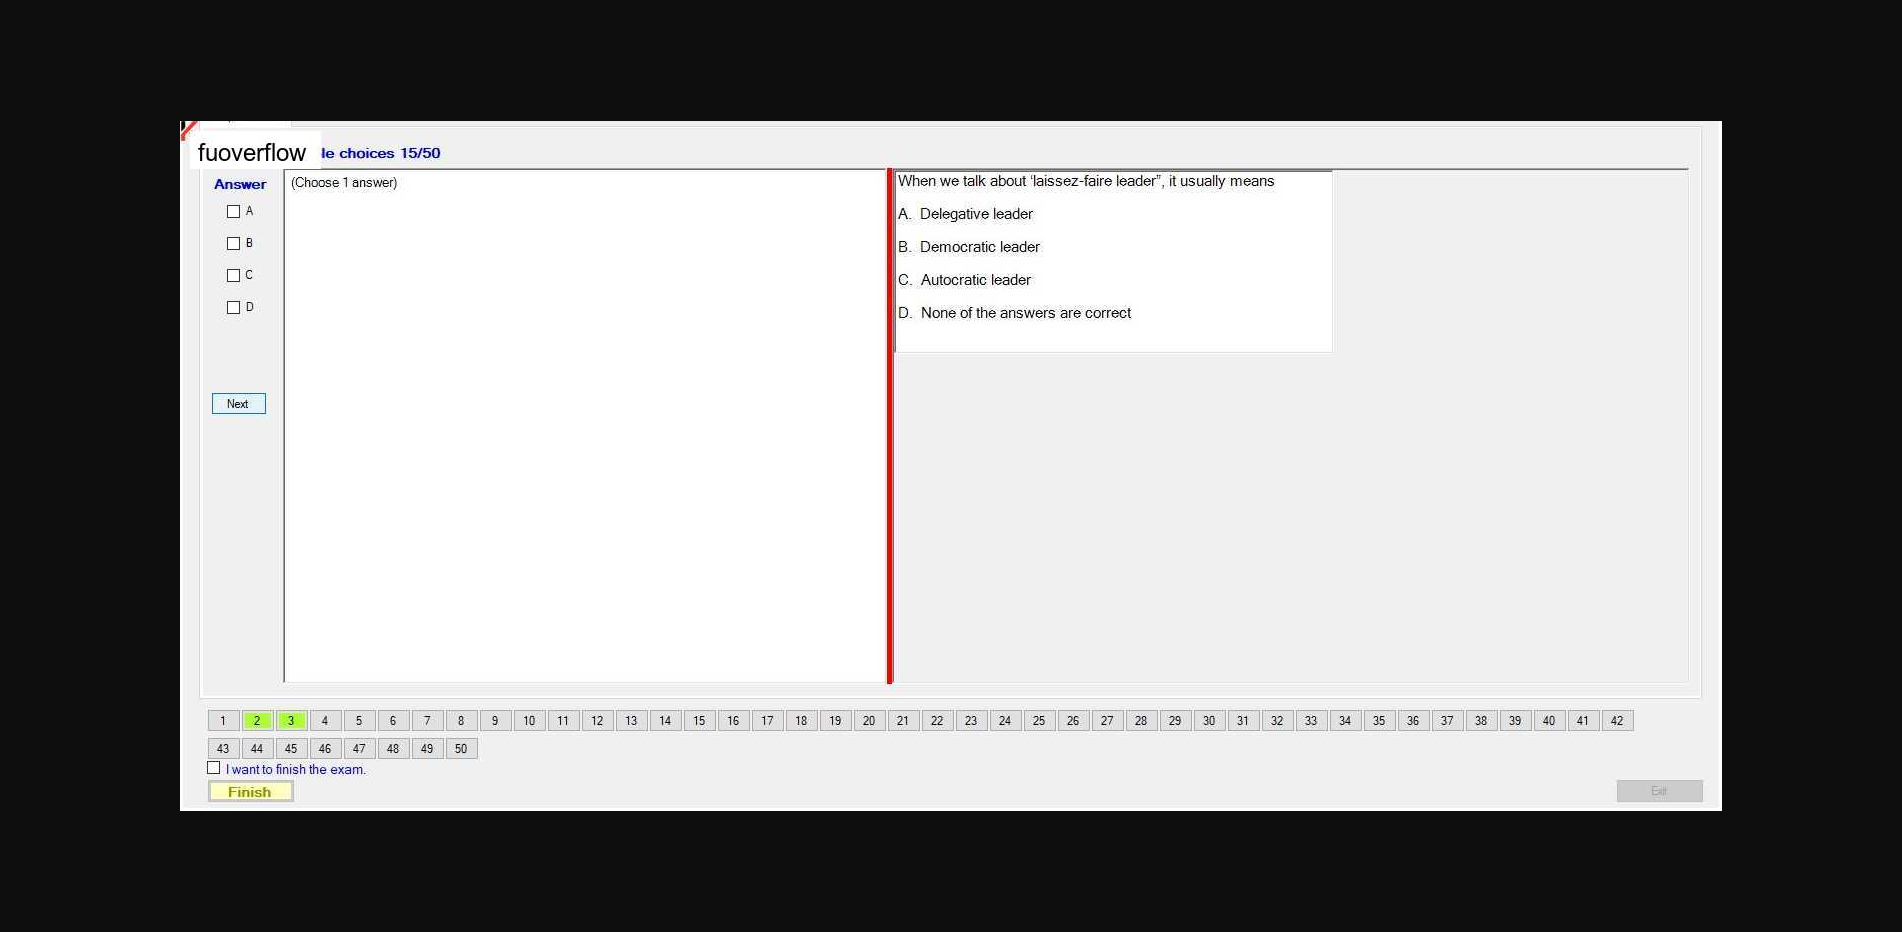 fuoverflow
le choices 15/50
Answer
(Choose 1 answer)
A
B
C
D
Next
When we talk about ‘laissez-faire leader”, it usually means
A. Delegative leader
B. Democratic leader
C. Autocratic leader
D. None of the answers are correct
1 2 3 4 5 6 7 8 9 10 11 12 13 14 15 16 17 18 19 20 21 22 23 24 25 26 27 28 29 30 31 32 33 34 35 36 37 38 39 40 41 42
43 44 45 46 47 48 49 50
I want to finish the exam.
Finish
Exit